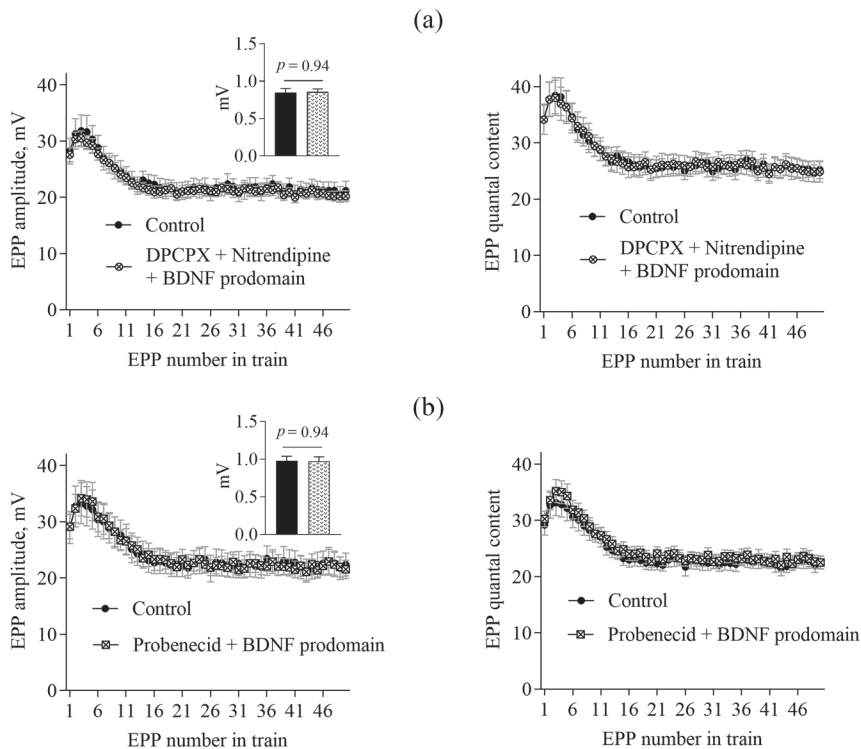 (a)
1.5
1.0
0.5
0.0
mV
p = 0.94
40
30
20
10
0
EPP amplitude, mV
Control
DPCPX + Nitrendipine
+ BDNF prodomain
1 6 11 16 21 26 31 36 41 46
EPP number in train
40
30
20
10
0
EPP quantal content
Control
DPCPX + Nitrendipine
+ BDNF prodomain
1 6 11 16 21 26 31 36 41 46
EPP number in train
(b)
1.5
1.0
0.5
0.0
mV
p = 0.94
40
30
20
10
0
EPP amplitude, mV
Control
Probenecid + BDNF prodomain
1 6 11 16 21 26 31 36 41 46
EPP number in train
40
30
20
10
0
EPP quantal content
Control
Probenecid + BDNF prodomain
1 6 11 16 21 26 31 36 41 46
EPP number in train